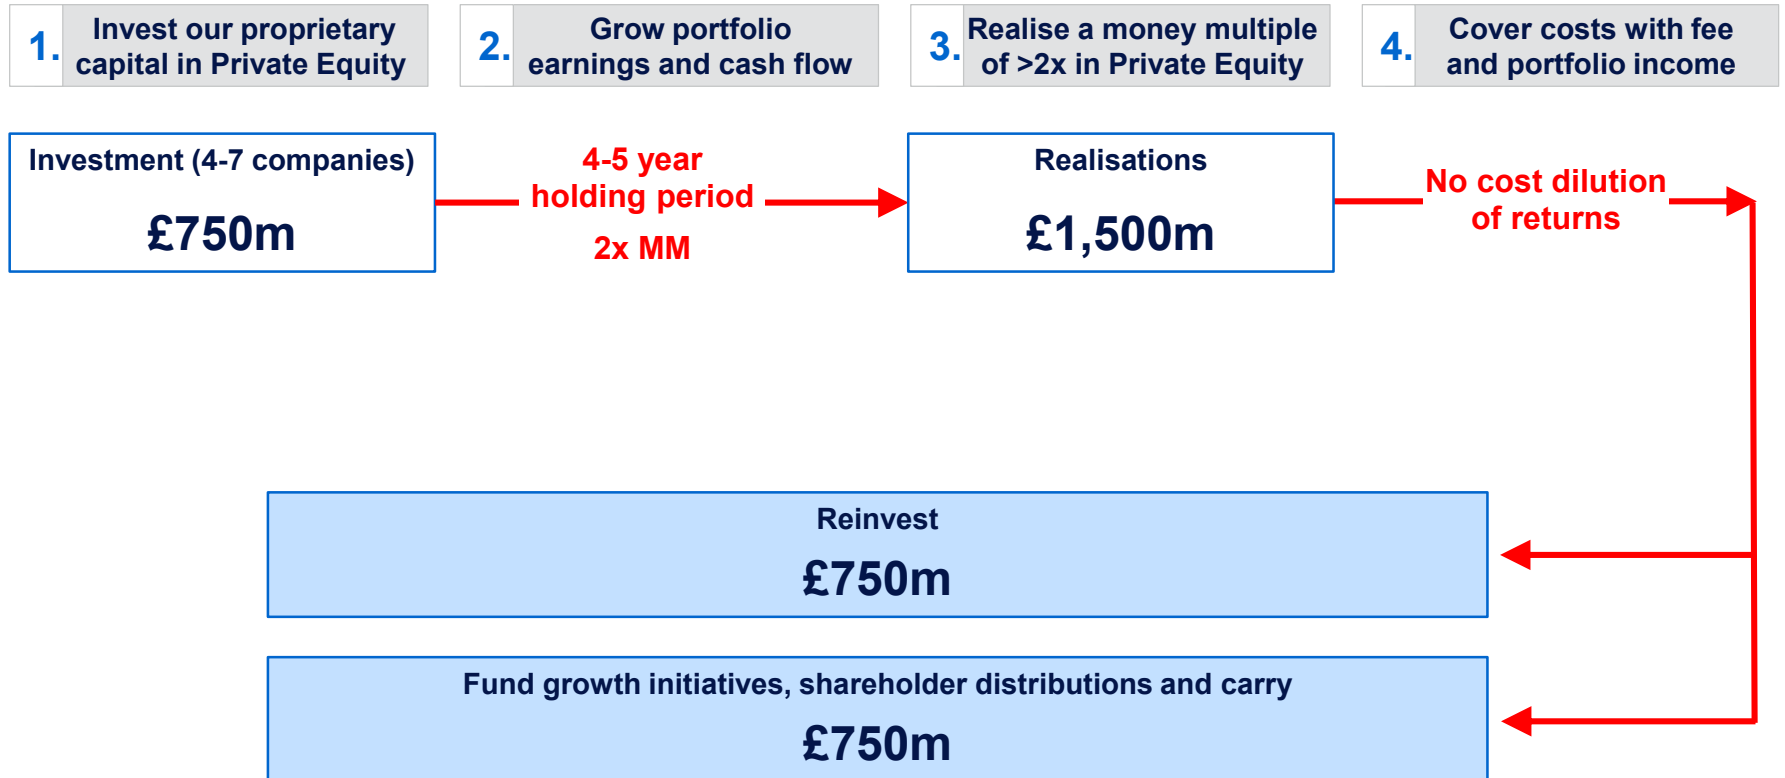 1.
Invest our proprietary
capital in Private Equity
2.
Grow portfolio
earnings and cash flow
3.
Realise a money multiple
of >2x in Private Equity
4.
Cover costs with fee
and portfolio income
Investment (4-7 companies)
£750m
4-5 year
holding period
2x MM
Realisations
£1,500m
No cost dilution
of returns
Reinvest
£750m
Fund growth initiatives, shareholder distributions and carry
£750m